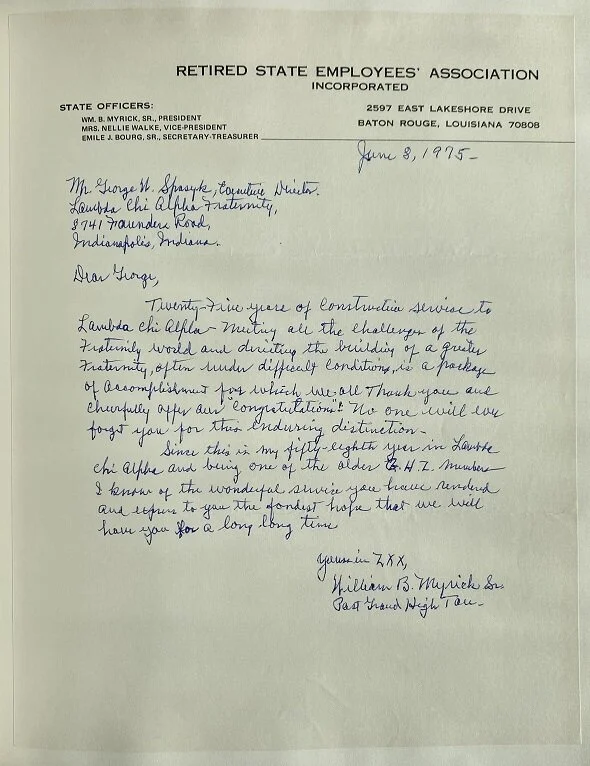 RETIRED STATE EMPLOYEES' ASSOCIATION
INCORPORATED
STATE OFFICERS:
WM. B. MYRICK, SR., PRESIDENT
MRS. NELLIE WALKE, VICE-PRESIDENT
EMILE J. BOURG, SR., SECRETARY-TREASURER
2597 EAST LAKESHORE DRIVE
BATON ROUGE, LOUISIANA 70808
June 8, 1975-
Mr. George W. Spasyk, Executive Director.
Lambda Chi Alpha Fraternity,
8741 Founders Road,
Indianapolis, Indiana.
Dear George,
Twenty-Five years of Constructive service to
Lambda Chi Alpha - Meeting all the challenges of the
Fraternity world and directing the building of a greater
Fraternity, often under difficult conditions, is a package
of accomplishment for which we all Thank you and
cheerfully offer our "Congratulations". No one will ever
forget you for this enduring distinction-
Since this is my fifty-eighth year in Lambda
Chi Alpha and being one of the older members
I know of the wonderful service you have rendered
and express to you the fondest hope that we will
have you for a long long time
Yours in ZAX,
William B. Myrick Sr.
Past Grand High Tau-